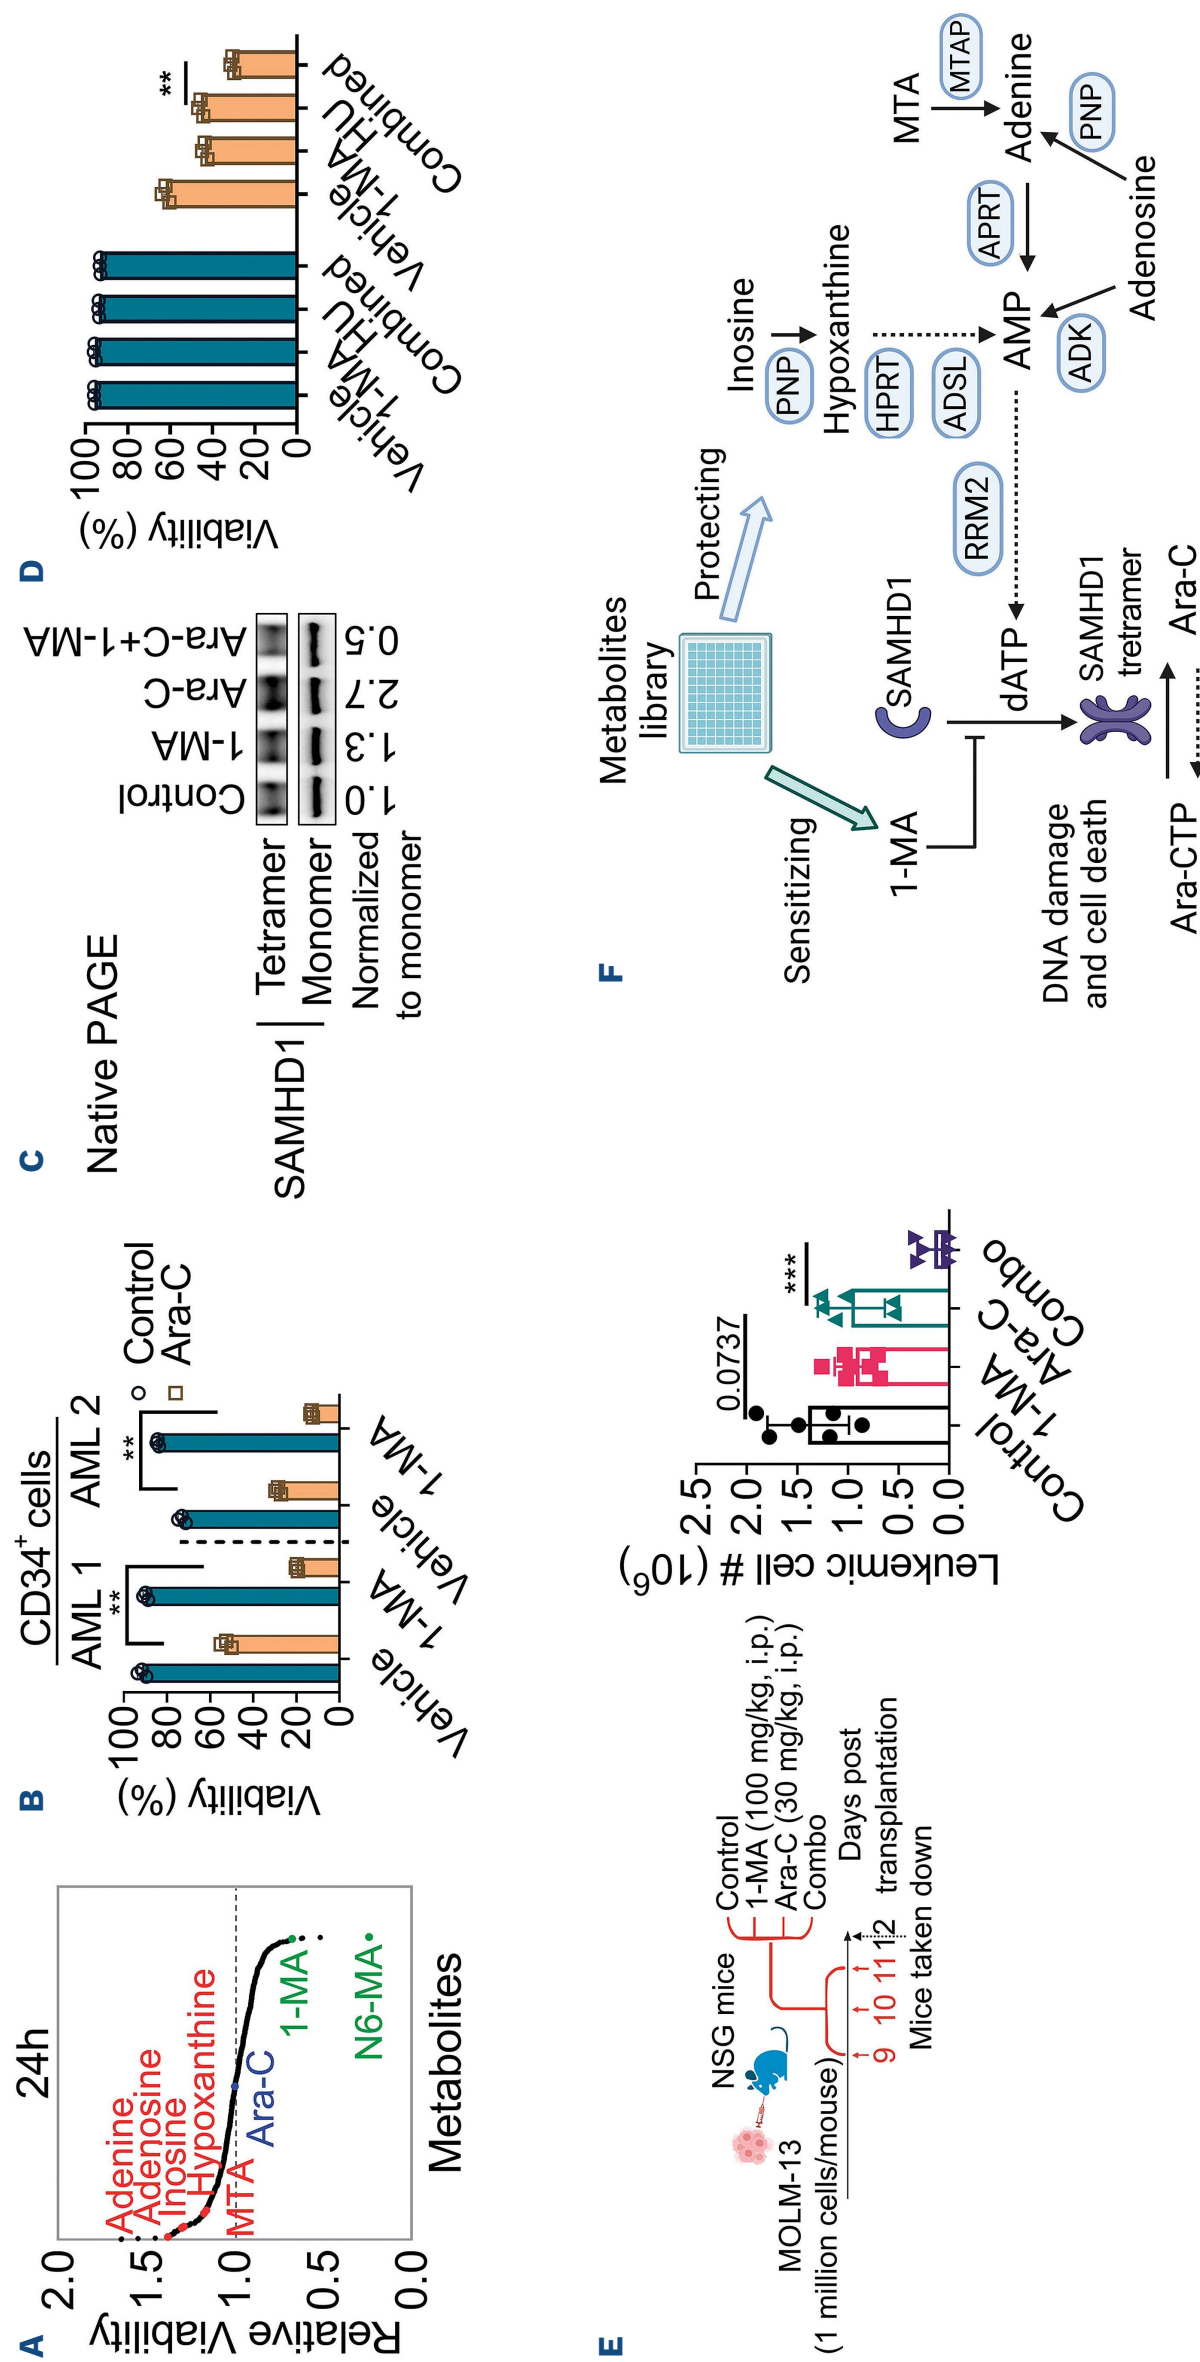 A
24h
Relative Viability
2.0
1.5
1.0
0.5
0.0
Adenine
Adenosine
Inosine
Hypoxanthine
MTA
Ara-C
1-MA
N6-MA
Metabolites
B
CD34+ cells
AML 1
AML 2
Control
Ara-C
**
**
Viability (%)
100
80
60
40
20
0
Vehicle
1-MA
Vehicle
1-MA
C
Native PAGE
Control
1-MA
Ara-C
Ara-C+1-MA
SAMHD1
Tetramer
Monomer
Normalized
to monomer
1.0
1.3
2.7
0.5
D
Viability
(%)
100
80
60
40
20
0
**
Vehicle
1-MA
HU
Combined
Vehicle
1-MA
HU
Combined
E
NSG mice
MOLM-13
(1 million cells/mouse)
Control
1-MA (100 mg/kg, i.p.)
Ara-C (30 mg/kg, i.p.)
Combo
9 10 11 12
Days post
transplantation
Mice taken down
Leukemic cell # (106)
2.5
2.0
1.5
1.0
0.5
0.0
0.0737
***
Control
1-MA
Ara-C
Combo
F
Metabolites
library
Sensitizing
Protecting
1-MA
SAMHD1
dATP
SAMHD1
tretramer
DNA damage
and cell death
Ara-CTP
Ara-C
RRM2
Inosine
PNP
Hypoxanthine
HPRT
ADSL
AMP
ADK
APRT
MTA
MTAP
Adenine
PNP
Adenosine